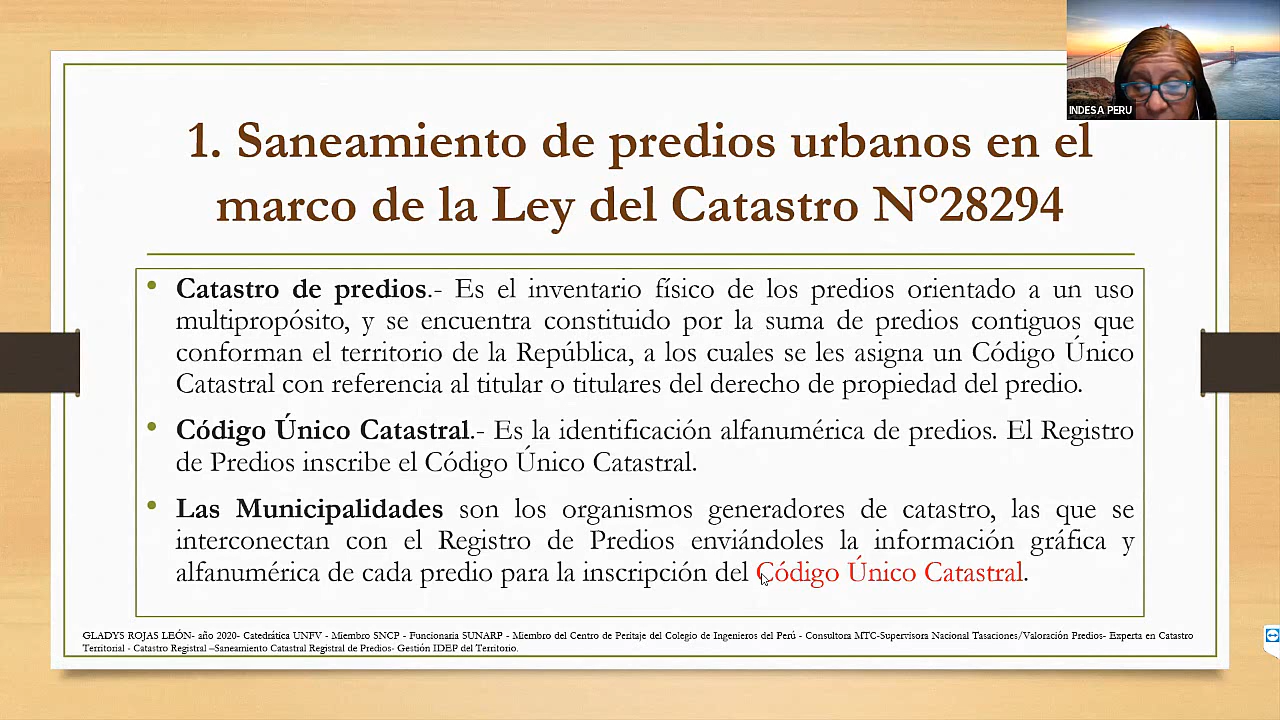 INDESA PERU
1. Saneamiento de predios urbanos en el
marco de la Ley del Catastro N°28294
• Catastro de predios.- Es el inventario físico de los predios orientado a un uso
multipropósito, y se encuentra constituido por la suma de predios contiguos que
conforman el territorio de la República, a los cuales se les asigna un Código Único
Catastral con referencia al titular o titulares del derecho de propiedad del predio.
• Código Único Catastral.- Es la identificación alfanumérica de predios. El Registro
de Predios inscribe el Código Único Catastral.
• Las Municipalidades son los organismos generadores de catastro, las que se
interconectan con el Registro de Predios enviándoles la información gráfica y
alfanumérica de cada predio para la inscripción del Código Único Catastral.
GLADYS ROJAS LEÓN- año 2020- Catedrática UNFV - Miembro SNCP - Funcionaria SUNARP - Miembro del Centro de Peritaje del Colegio de Ingenieros del Perú - Consultora MTC-Supervisora Nacional Tasaciones/Valoración Predios- Experta en Catastro
Territorial - Catastro Registral –Saneamiento Catastral Registral de Predios- Gestión IDEP del Territorio.